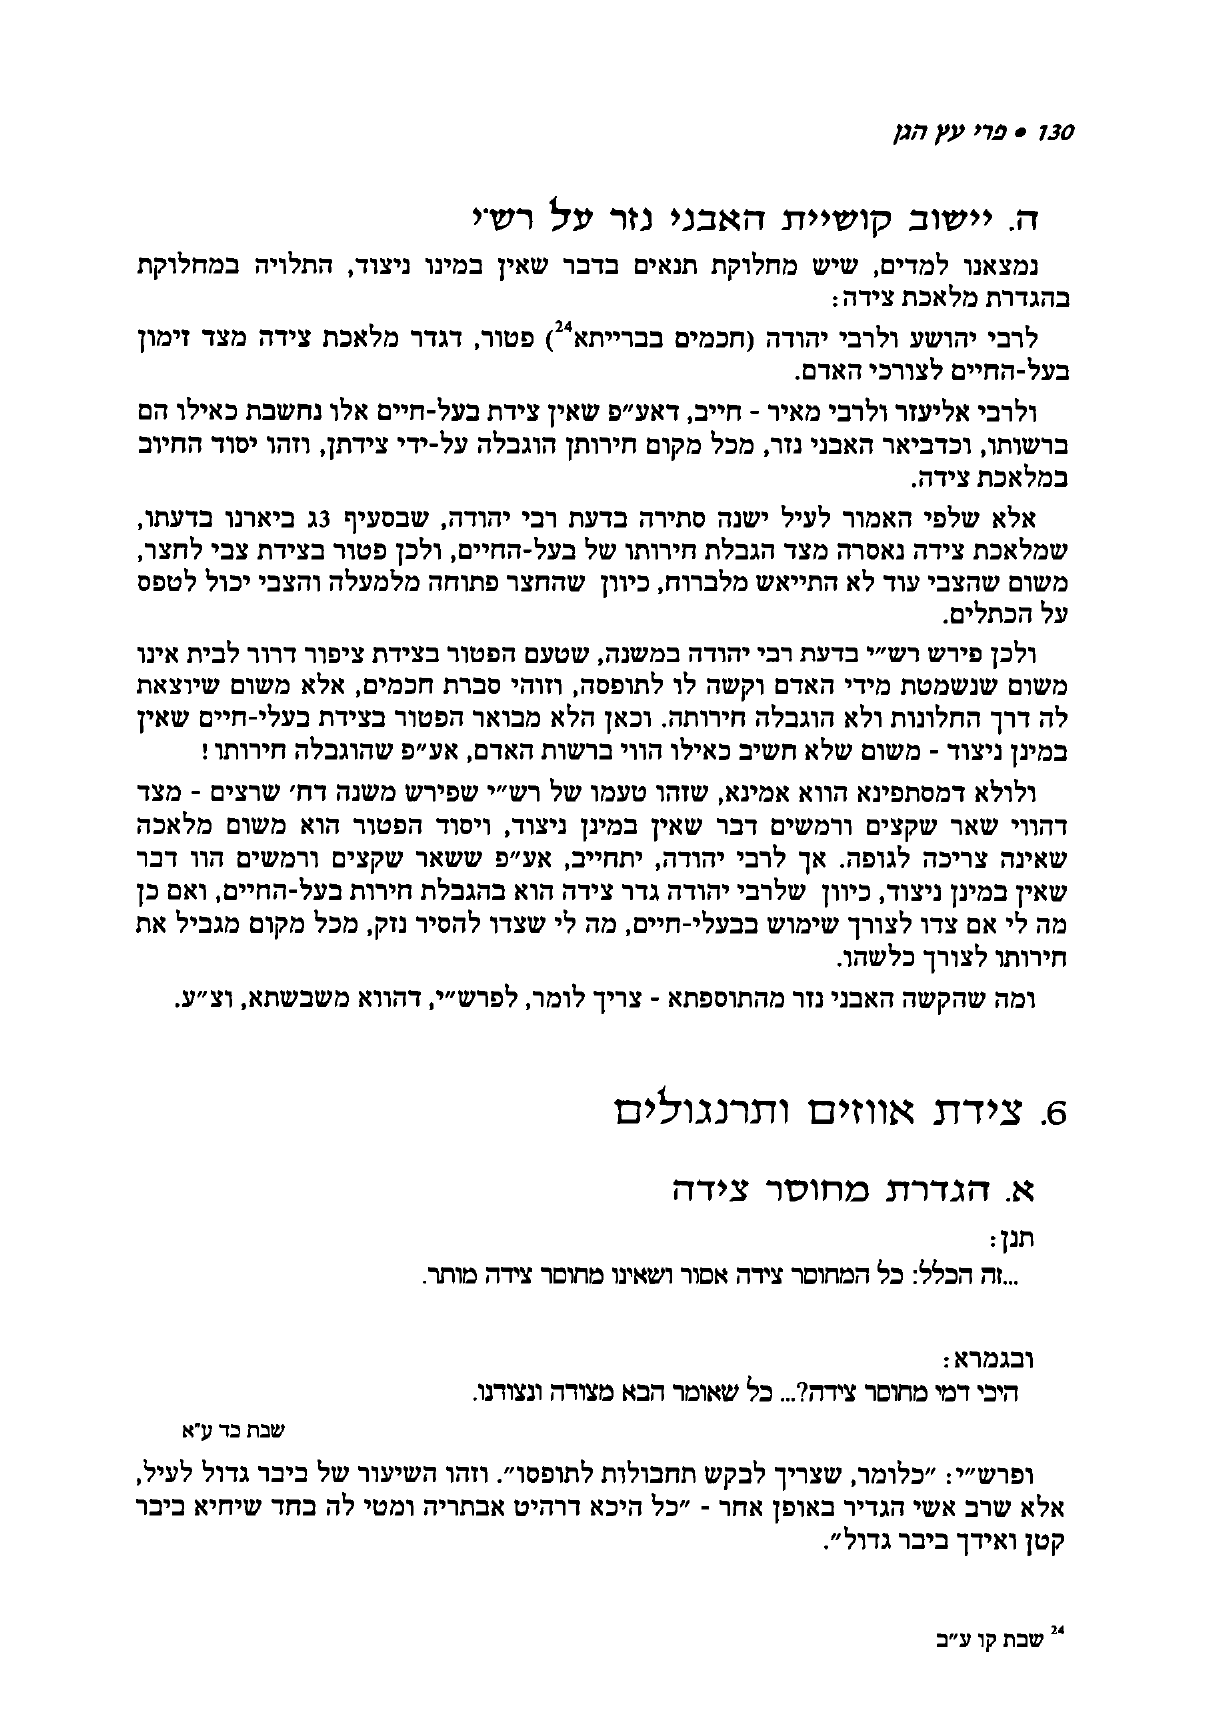 130 • פרי עץ הגן
ה. יישוב קושיית האבני נזר על רש"י
נמצאנו למדים, שיש מחלוקת תנאים בדבר שאין במינו ניצוד, התלויה במחלוקת
בהגדרת מלאכת צידה:
לרבי יהושע ולרבי יהודה (חכמים בברייתא24) פטור, דגדר מלאכת צידה מצד זימון
בעל-החיים לצורכי האדם.
ולרבי אליעזר ולרבי מאיר - חייב, דאע״פ שאין צידת בעל-חיים אלו נחשבת כאילו הם
ברשותו, וכדביאר האבני נזר, מכל מקום חירותן הוגבלה על-ידי צידתן, וזהו יסוד החיוב
במלאכת צידה.
אלא שלפי האמור לעיל ישנה סתירה בדעת רבי יהודה, שבסעיף 3ג ביארנו בדעתו,
שמלאכת צידה נאסרה מצד הגבלת חירותו של בעל-החיים, ולכן פטור בצידת צבי לחצר,
משום שהצבי עוד לא התייאש מלברוח, כיוון שהחצר פתוחה מלמעלה והצבי יכול לטפס
על הכתלים.
ולכן פירש רש״י בדעת רבי יהודה במשנה, שטעם הפטור בצידת ציפור דרור לבית אינו
משום שנשמטת מידי האדם וקשה לו לתופסה, וזוהי סברת חכמים, אלא משום שיוצאת
לה דרך החלונות ולא הוגבלה חירותה. וכאן הלא מבואר הפטור בצידת בעלי-חיים שאין
במינן ניצוד - משום שלא חשיב כאילו הווי ברשות האדם, אע״פ שהוגבלה חירותו!
ולולא דמסתפינא הווא אמינא, שזהו טעמו של רש״י שפירש משנה דח׳ שרצים - מצד
דהווי שאר שקצים ורמשים דבר שאין במינן ניצוד, ויסוד הפטור הוא משום מלאכה
שאינה צריכה לגופה. אך לרבי יהודה, יתחייב, אע״פ ששאר שקצים ורמשים הוו דבר
שאין במינן ניצוד, כיוון שלרבי יהודה גדר צידה הוא בהגבלת חירות בעל-החיים, ואם כן
מה לי אם צדו לצורך שימוש בבעלי-חיים, מה לי שצדו להסיר נזק, מכל מקום מגביל את
חירותו לצורך כלשהו.
ומה שהקשה האבני נזר מהתוספתא - צריך לומר, לפרש״י, דהווא משבשתא, וצ״ע.
6. צידת אווזים ותרנגולים
א. הגדרת מחוסר צידה
תנן:
...זה הכלל: כל המחוסר צידה אסור ושאינו מחוסר צידה מותר.
ובגמרא:
היכי דמי מחוסר צידה?... כל שאומר הבא מצודה ונצודנו.
שבת כד ע"א
ופרש״י: ״כלומר, שצריך לבקש תחבולות לתופסו״. וזהו השיעור של ביבר גדול לעיל,
אלא שרב אשי הגדיר באופן אחר - ״כל היכא דרהיט אבתריה ומטי לה בחד שיחיא ביבר
קטן ואידך ביבר גדול״.
24 שבת קו ע״ב